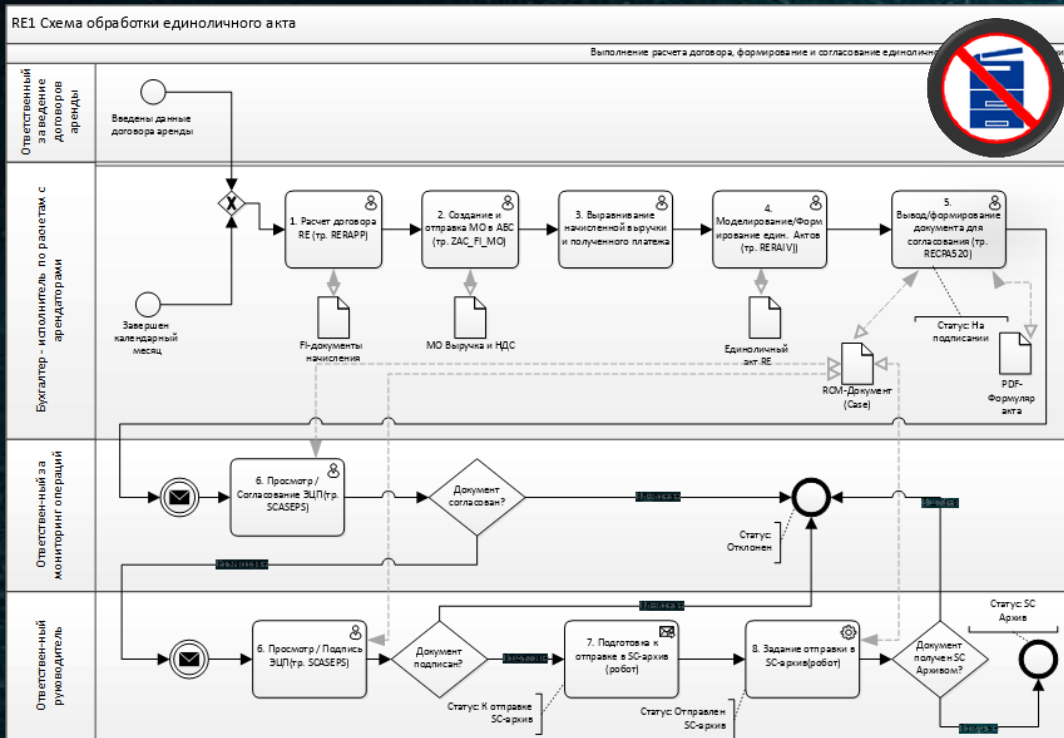 RE1 Схема обработки единоличного акта
Выполнение расчета договора, формирование и согласование
Ответственный
за ведение
договоров
аренды
Введены данные
договора аренды
Бухгалтер - исполнитель по расчетам с
арендаторами
X
1. Расчет договора
RE (тр. RERAPP)
2. Создание и
отправка МО в АБС
(тр. ZAC_FI_MO)
3. Выравнивание
начисленной выручки
и полученного платежа
4.
Моделирование/Форм
ирование един. Актов
(тр. RERAIV))
5.
Вывод/формирование
документа для
согласования (тр.
RECPA520)
Завершен
календарный
месяц
FI-документы
начисления
МО Выручка и НДС
Единоличный
акт RE
RCM-Документ
(Case)
Статус: На
подписании
PDF-
Формуляр
акта
Ответственный за
мониторинг операций
6. Просмотр /
Согласование ЭЦП(тр.
SCASEPS)
Документ
согласован?
Статус:
Отклонен
Ответственный
руководитель
6. Просмотр / Подпись
ЭЦП(тр. SCASEPS)
Документ
подписан?
7. Подготовка к
отправке в SC-архив
(робот)
8. Задание отправки в
SC-архив(робот)
Документ
получен SC
Архивом?
Статус: SC
Архив
Статус: К отправке
SC-архив
Статус: Отправлен
SC-архив